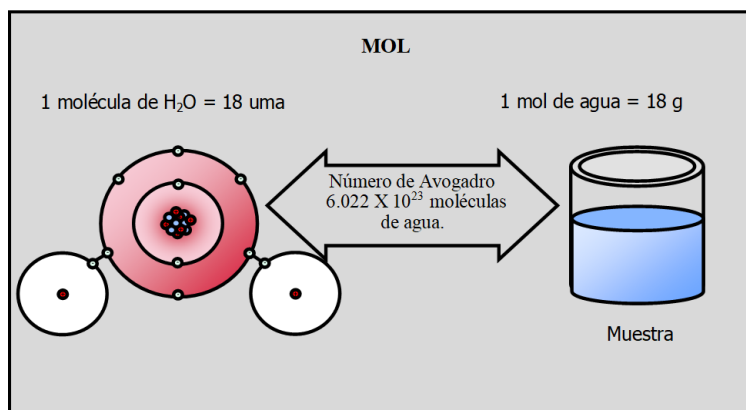 MOL
1 molécula de H₂O = 18 uma
1 mol de agua = 18 g
Número de Avogadro
6.022 X 10²³ moléculas
de agua.
Muestra